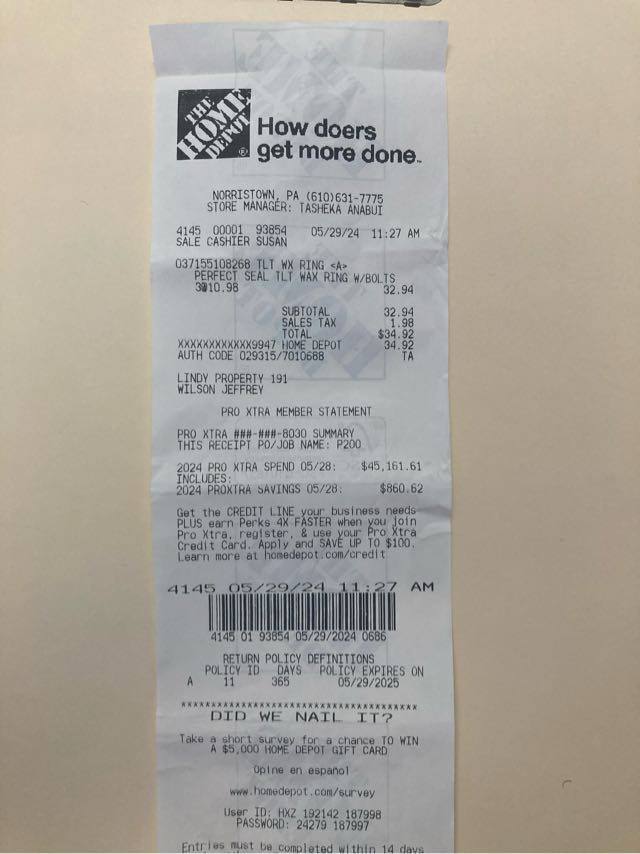 THE
HOME
DEPOT
®
How doers
get more done™
NORRISTOWN, PA (610)631-7775
STORE MANAGER: TASHEKA ANABUI
4145 00001 93854 05/29/24 11:27 AM
SALE CASHIER SUSAN
037155108268 TLT WX RING <A>
PERFECT SEAL TLT WAX RING W/BOLTS
3@10.98 32.94
SUBTOTAL 32.94
SALES TAX 1.98
TOTAL $34.92
XXXXXXXXXXXX9947 HOME DEPOT 34.92
AUTH CODE 029315/7010688 TA
LINDY PROPERTY 191
WILSON JEFFREY
PRO XTRA MEMBER STATEMENT
PRO XTRA ###-###-8030 SUMMARY
THIS RECEIPT PO/JOB NAME: P200
2024 PRO XTRA SPEND 05/28: $45,161.61
INCLUDES:
2024 PROXTRA SAVINGS 05/28: $860.62
Get the CREDIT LINE your business needs
PLUS earn Perks 4X FASTER when you join
Pro Xtra, register, & use your Pro Xtra
Credit Card. Apply and SAVE UP TO $100.
Learn more at homedepot.com/credit
4145 05/29/24 11:27 AM
4145 01 93854 05/29/2024 0686
RETURN POLICY DEFINITIONS
POLICY ID DAYS POLICY EXPIRES ON
A 11 365 05/29/2025
****************************************
DID WE NAIL IT?
Take a short survey for a chance TO WIN
A $5,000 HOME DEPOT GIFT CARD
Opine en español
www.homedepot.com/survey
User ID: HXZ 192142 187998
PASSWORD: 24279 187997
Entries must be completed within 14 days